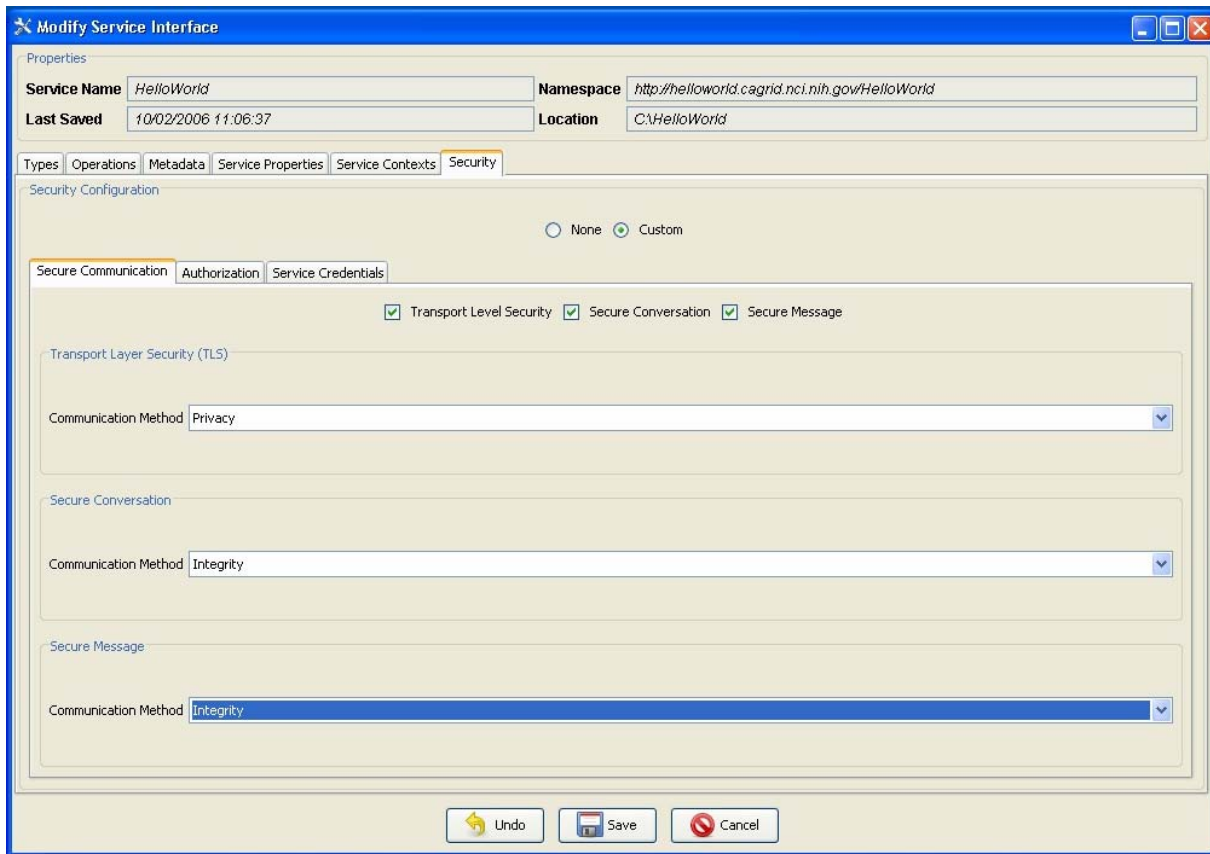 Modify Service Interface
Properties
Service Name HelloWorld Namespace http://helloworld.cagrid.nci.nih.gov/HelloWorld
Last Saved 10/02/2006 11:06:37 Location C:\HelloWorld
Types Operations Metadata Service Properties Service Contexts Security
Security Configuration
None Custom
Secure Communication Authorization Service Credentials
Transport Level Security Secure Conversation Secure Message
Transport Layer Security (TLS)
Communication Method Privacy
Secure Conversation
Communication Method Integrity
Secure Message
Communication Method Integrity
Undo Save Cancel